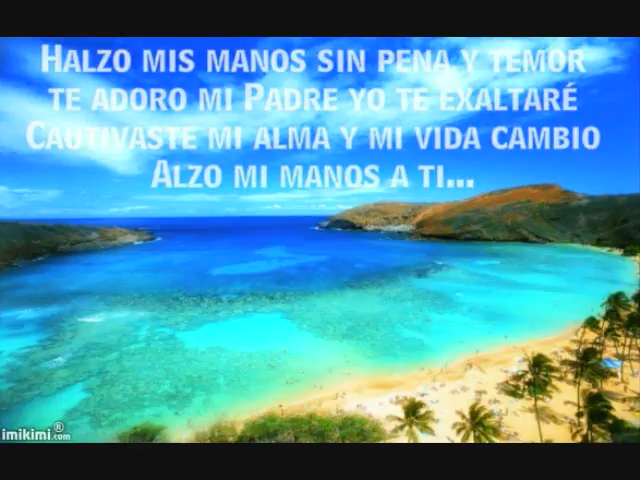 Halzo mis manos sin pena y temor
te adoro mi Padre yo te exaltaré
Cautivaste mi alma y mi vida cambio
Alzo mi manos a ti...
imikimi®.com